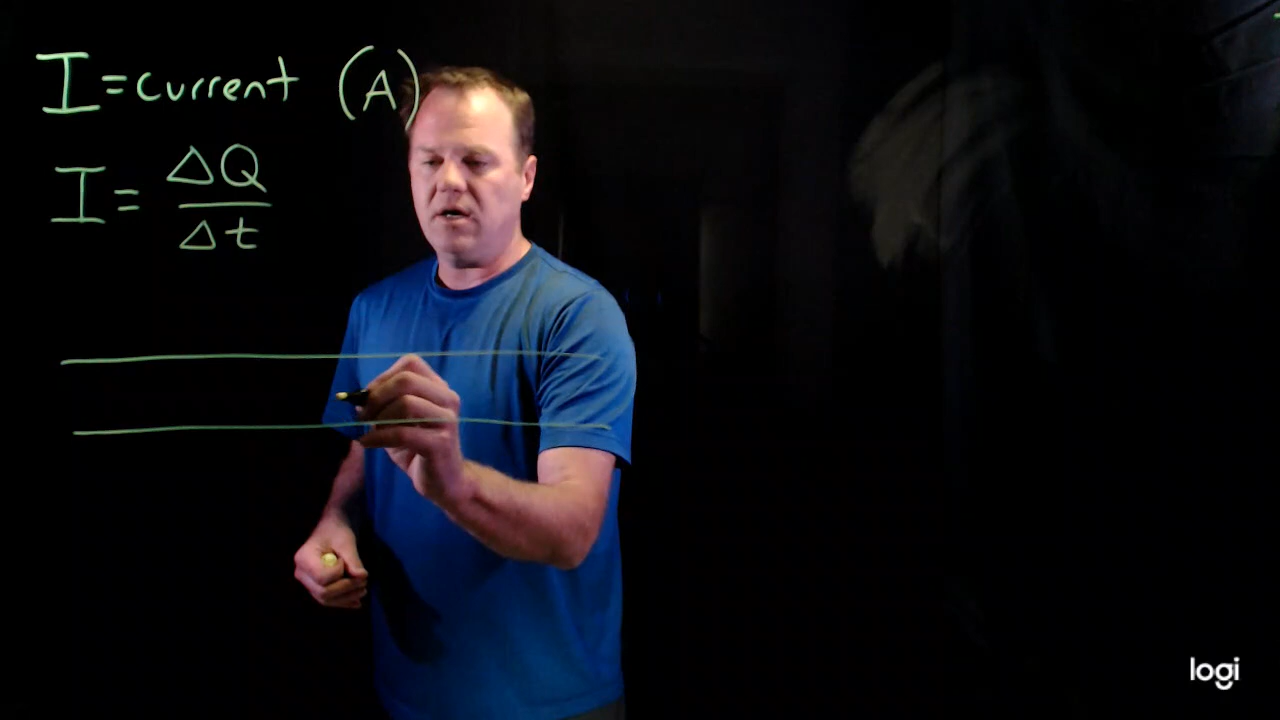 I = current (A)
I = ΔQ
Δt
logi